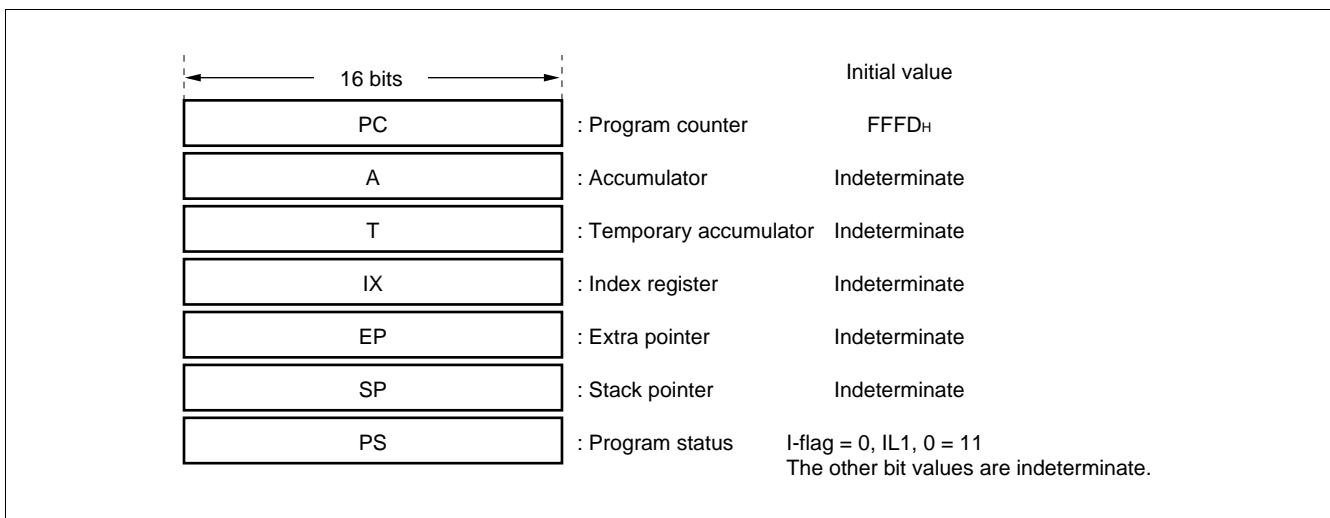 16 bits
Initial value
PC : Program counter FFFDH
A : Accumulator Indeterminate
T : Temporary accumulator Indeterminate
IX : Index register Indeterminate
EP : Extra pointer Indeterminate
SP : Stack pointer Indeterminate
PS : Program status I-flag = 0, IL1, 0 = 11
The other bit values are indeterminate.